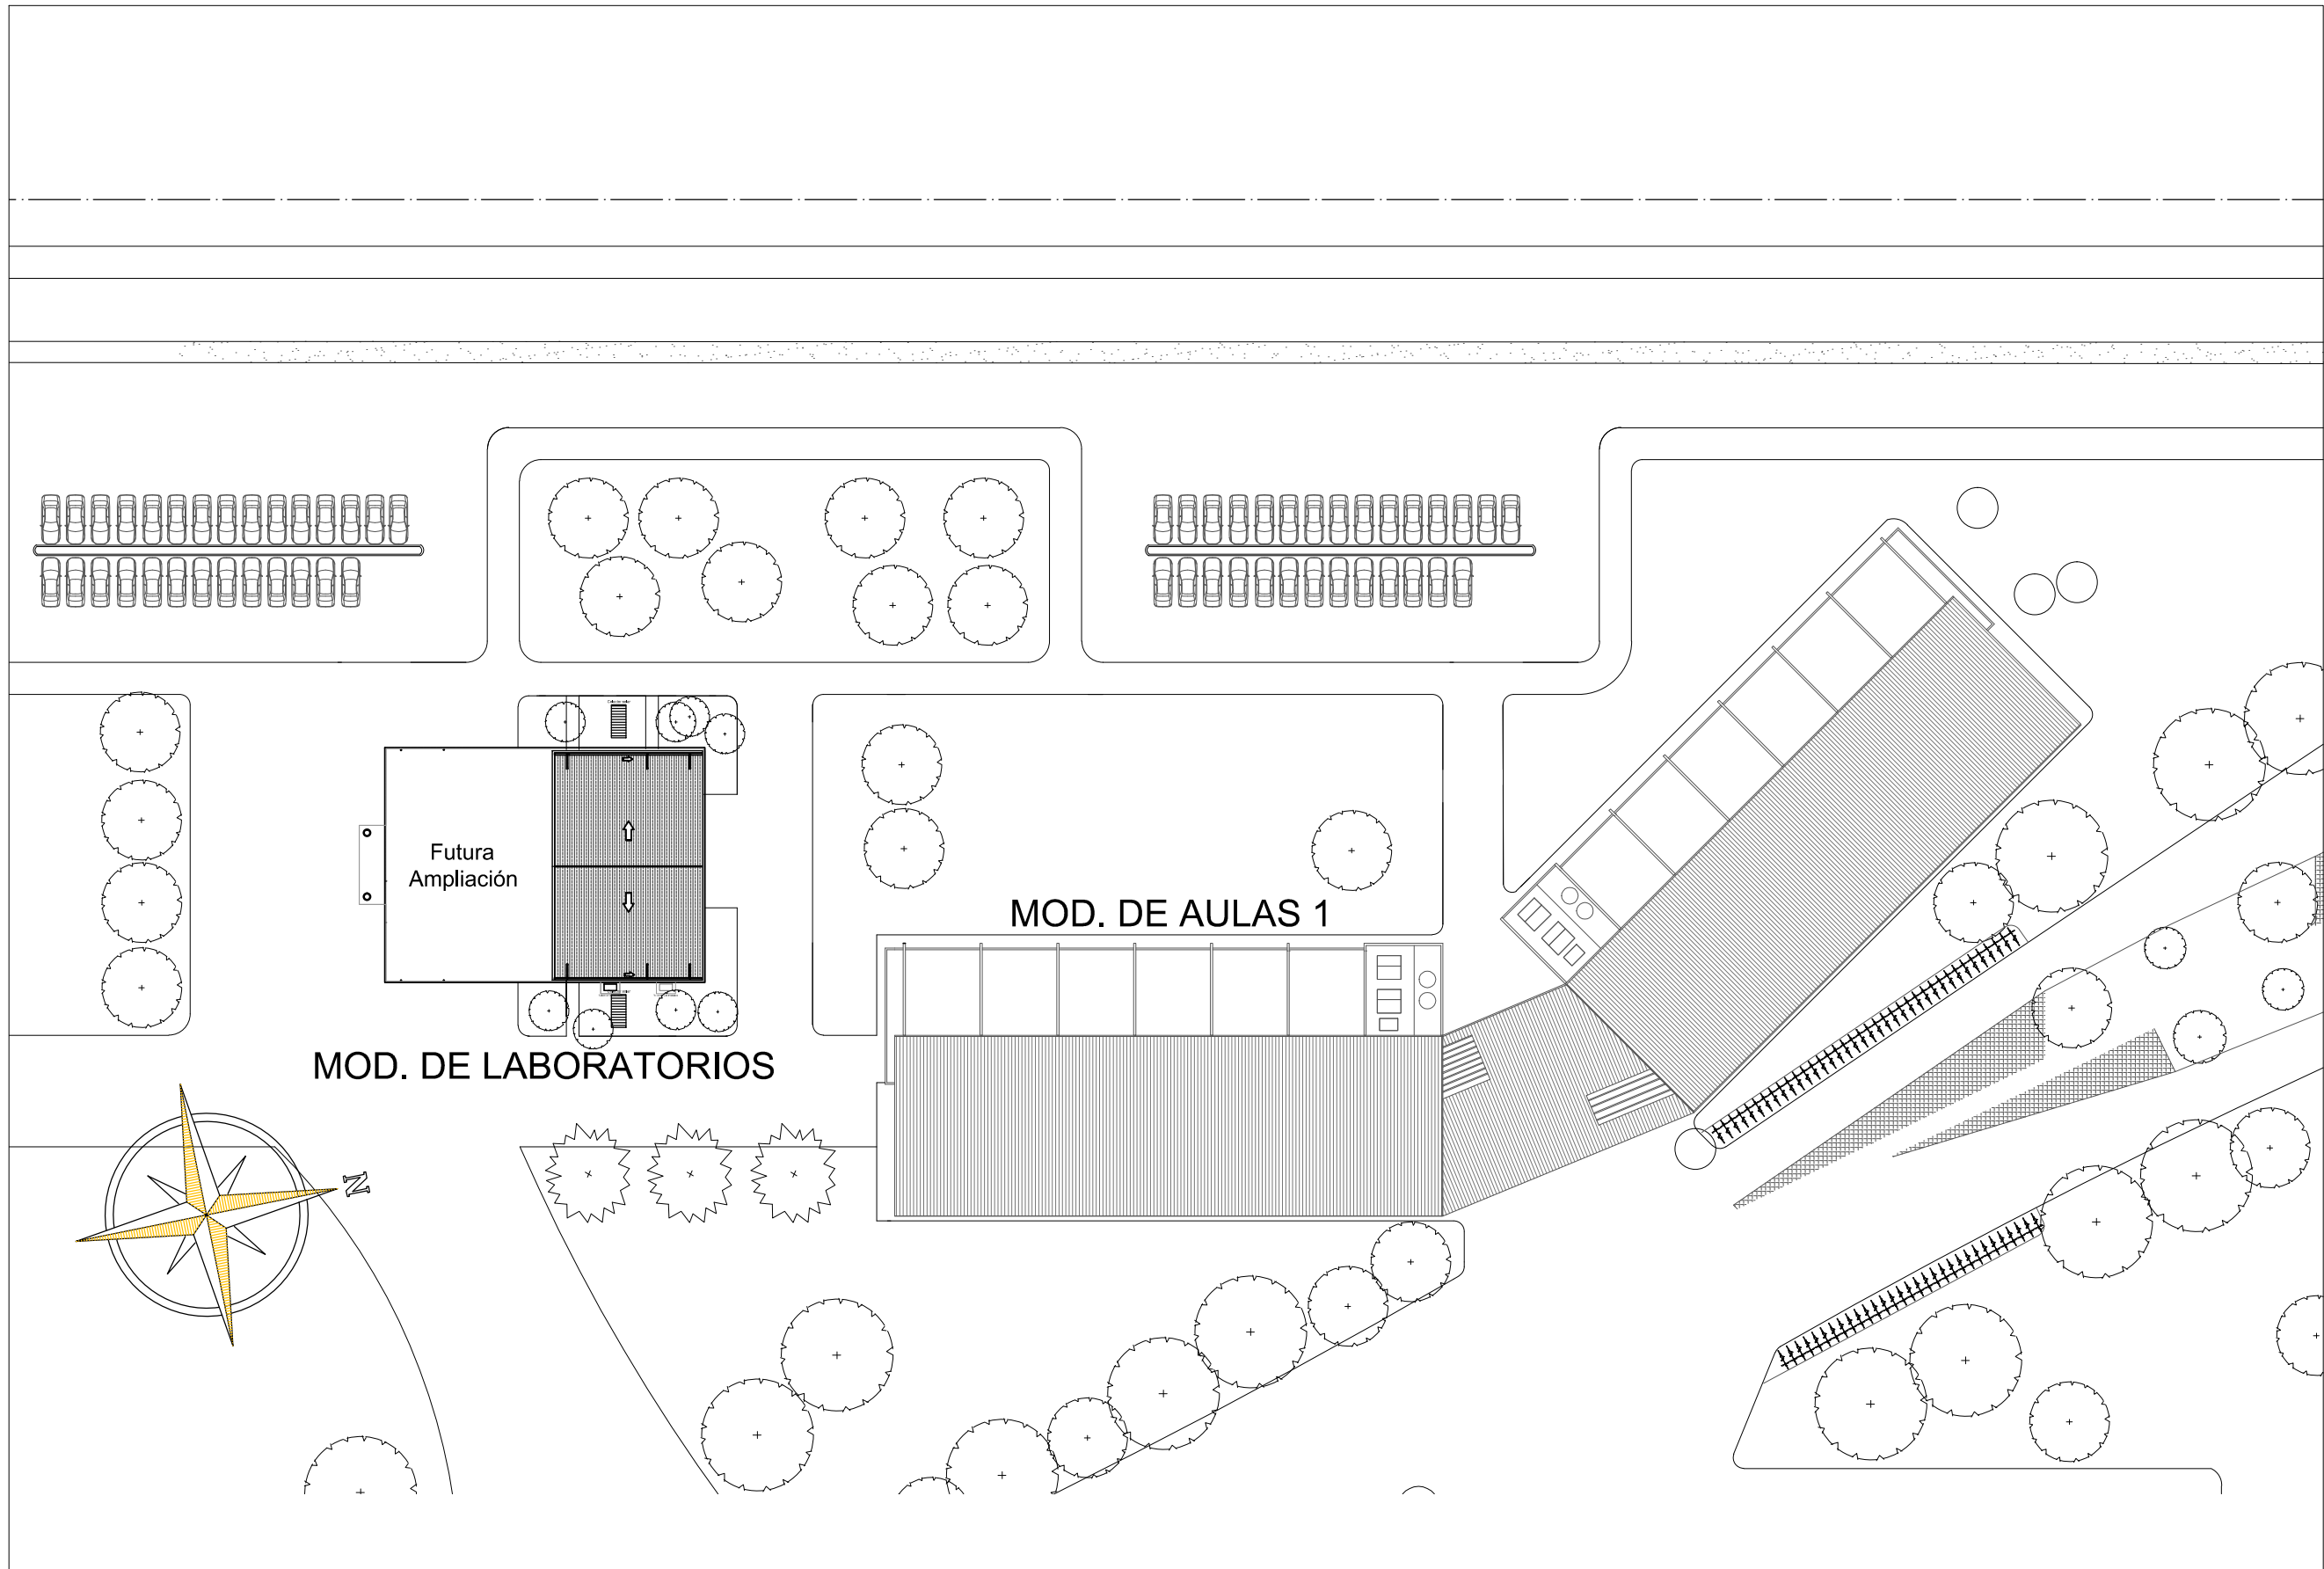 Futura
Ampliación
MOD. DE AULAS 1
MOD. DE LABORATORIOS
N